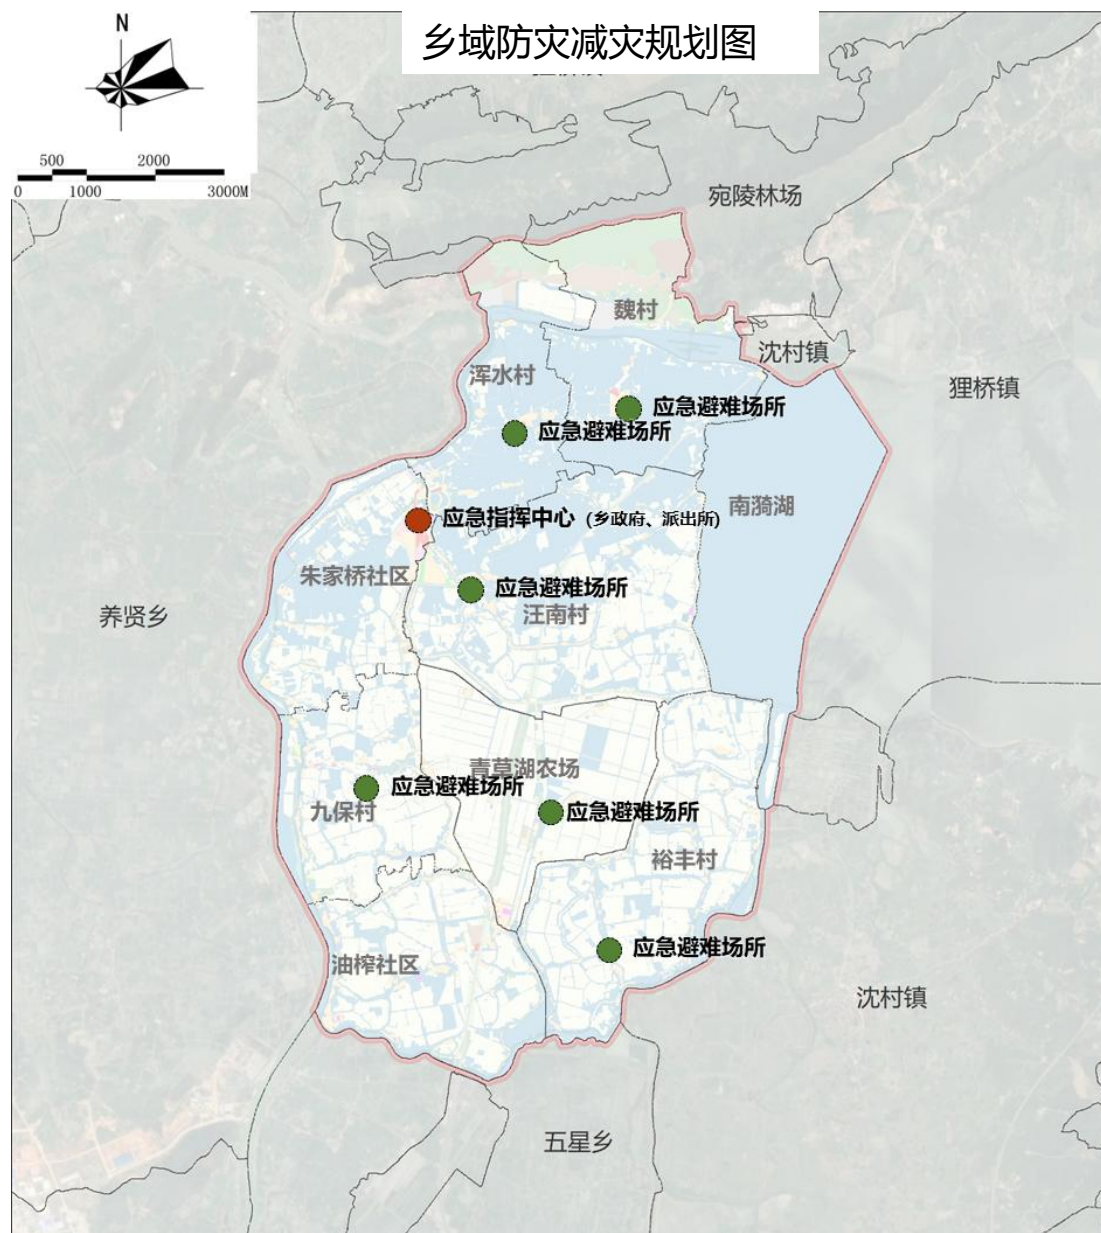 乡域防灾减灾规划图
N
500 2000
0 1000 3000M
宛陵林场
魏村
沈村镇
浑水村
狸桥镇
应急避难场所
应急避难场所
南漪湖
应急指挥中心 (乡政府、派出所)
朱家桥社区
应急避难场所
汪南村
养贤乡
青草湖农场
应急避难场所
九保村
应急避难场所
裕丰村
应急避难场所
油榨社区
沈村镇
五星乡